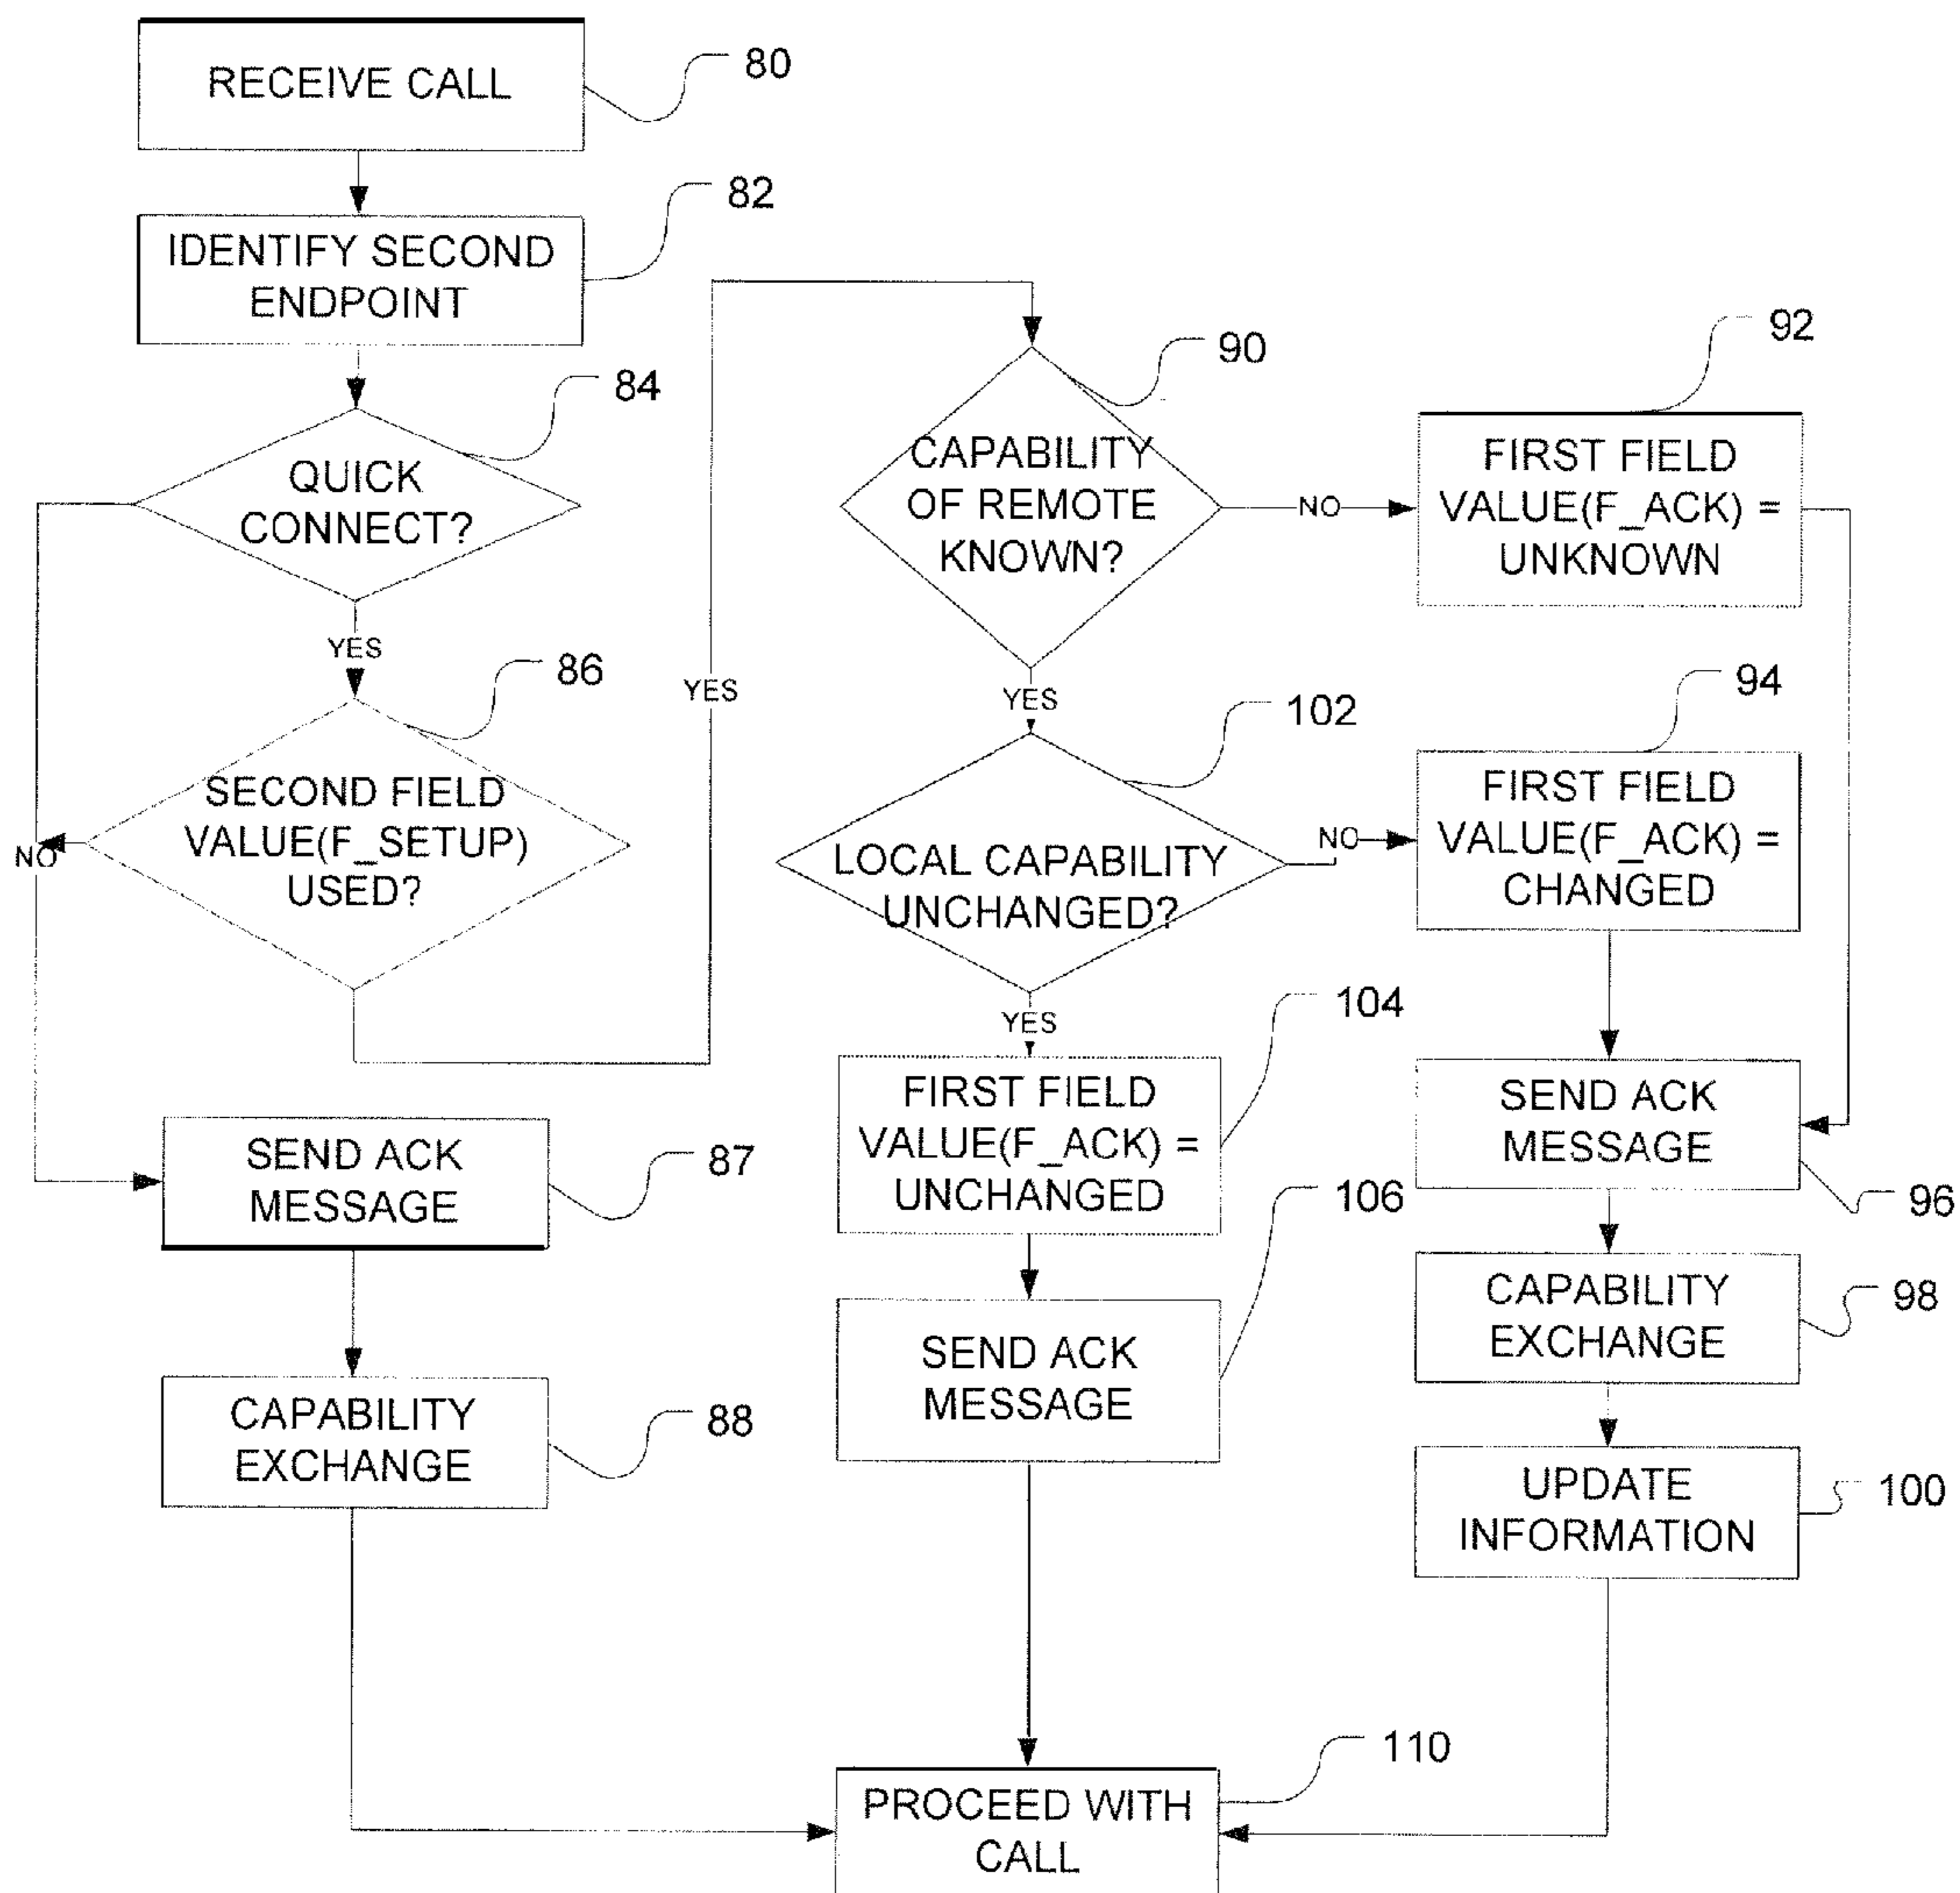 RECEIVE CALL
80
IDENTIFY SECOND
ENDPOINT
82
QUICK
CONNECT?
84
YES
SECOND FIELD
VALUE(F_SETUP)
USED?
86
NO
YES
SEND ACK
MESSAGE
87
CAPABILITY
EXCHANGE
88
CAPABILITY
OF REMOTE
KNOWN?
90
NO
FIRST FIELD
VALUE(F_ACK) =
UNKNOWN
92
YES
LOCAL CAPABILITY
UNCHANGED?
102
NO
FIRST FIELD
VALUE(F_ACK) =
CHANGED
94
YES
FIRST FIELD
VALUE(F_ACK) =
UNCHANGED
104
SEND ACK
MESSAGE
106
SEND ACK
MESSAGE
96
CAPABILITY
EXCHANGE
98
UPDATE
INFORMATION
100
PROCEED WITH
CALL
110